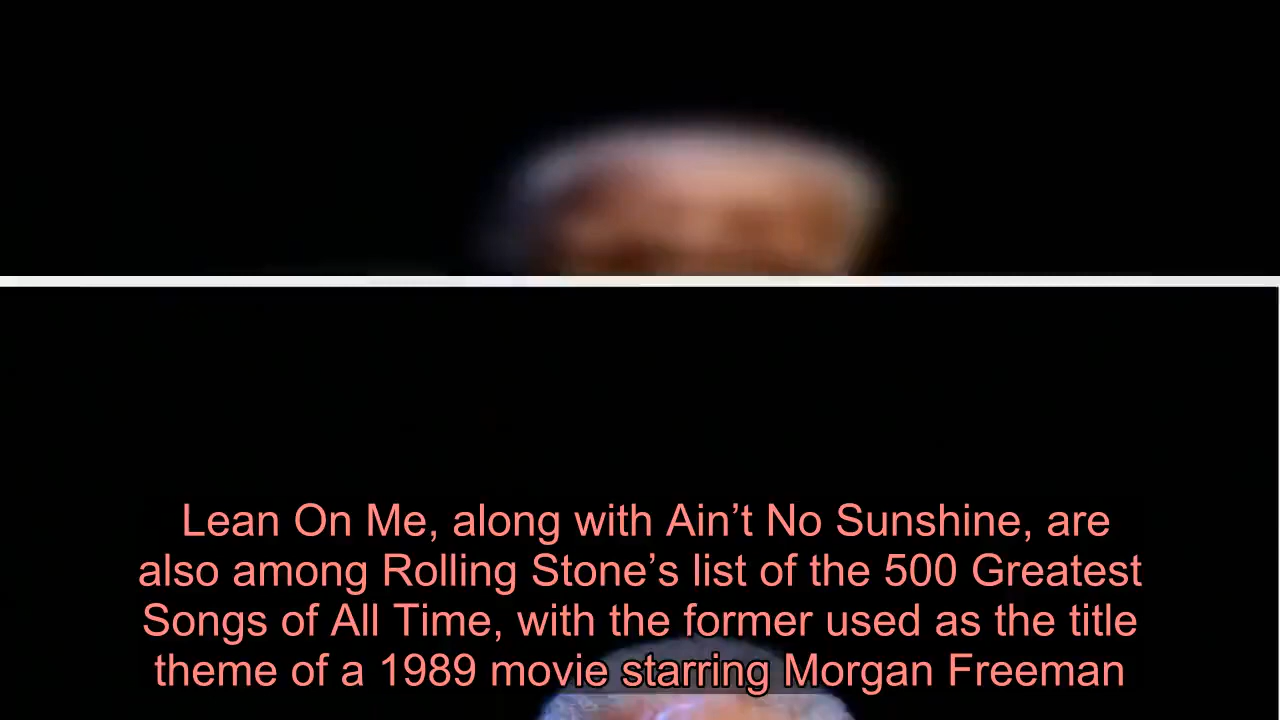 Lean On Me, along with Ain’t No Sunshine, are
also among Rolling Stone’s list of the 500 Greatest
Songs of All Time, with the former used as the title
theme of a 1989 movie starring Morgan Freeman